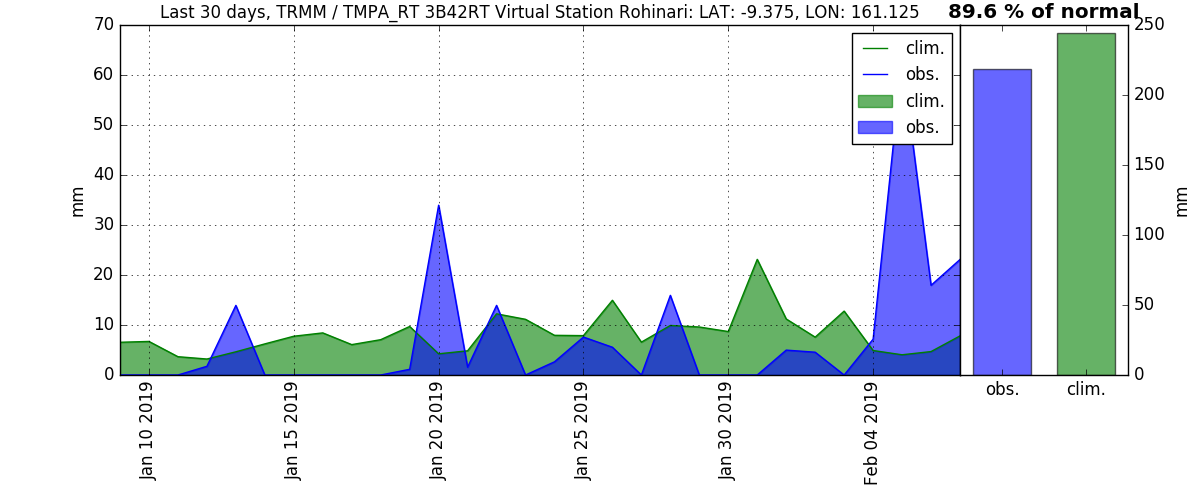 Last 30 days, TRMM / TMPA_RT 3B42RT Virtual Station Rohinari: LAT: -9.375, LON: 161.125
89.6 % of normal
70
60
50
40
30
20
10
0
mm
clim.
obs.
clim.
obs.
250
200
150
100
50
0
mm
obs.
clim.
Jan 10 2019
Jan 15 2019
Jan 20 2019
Jan 25 2019
Jan 30 2019
Feb 04 2019